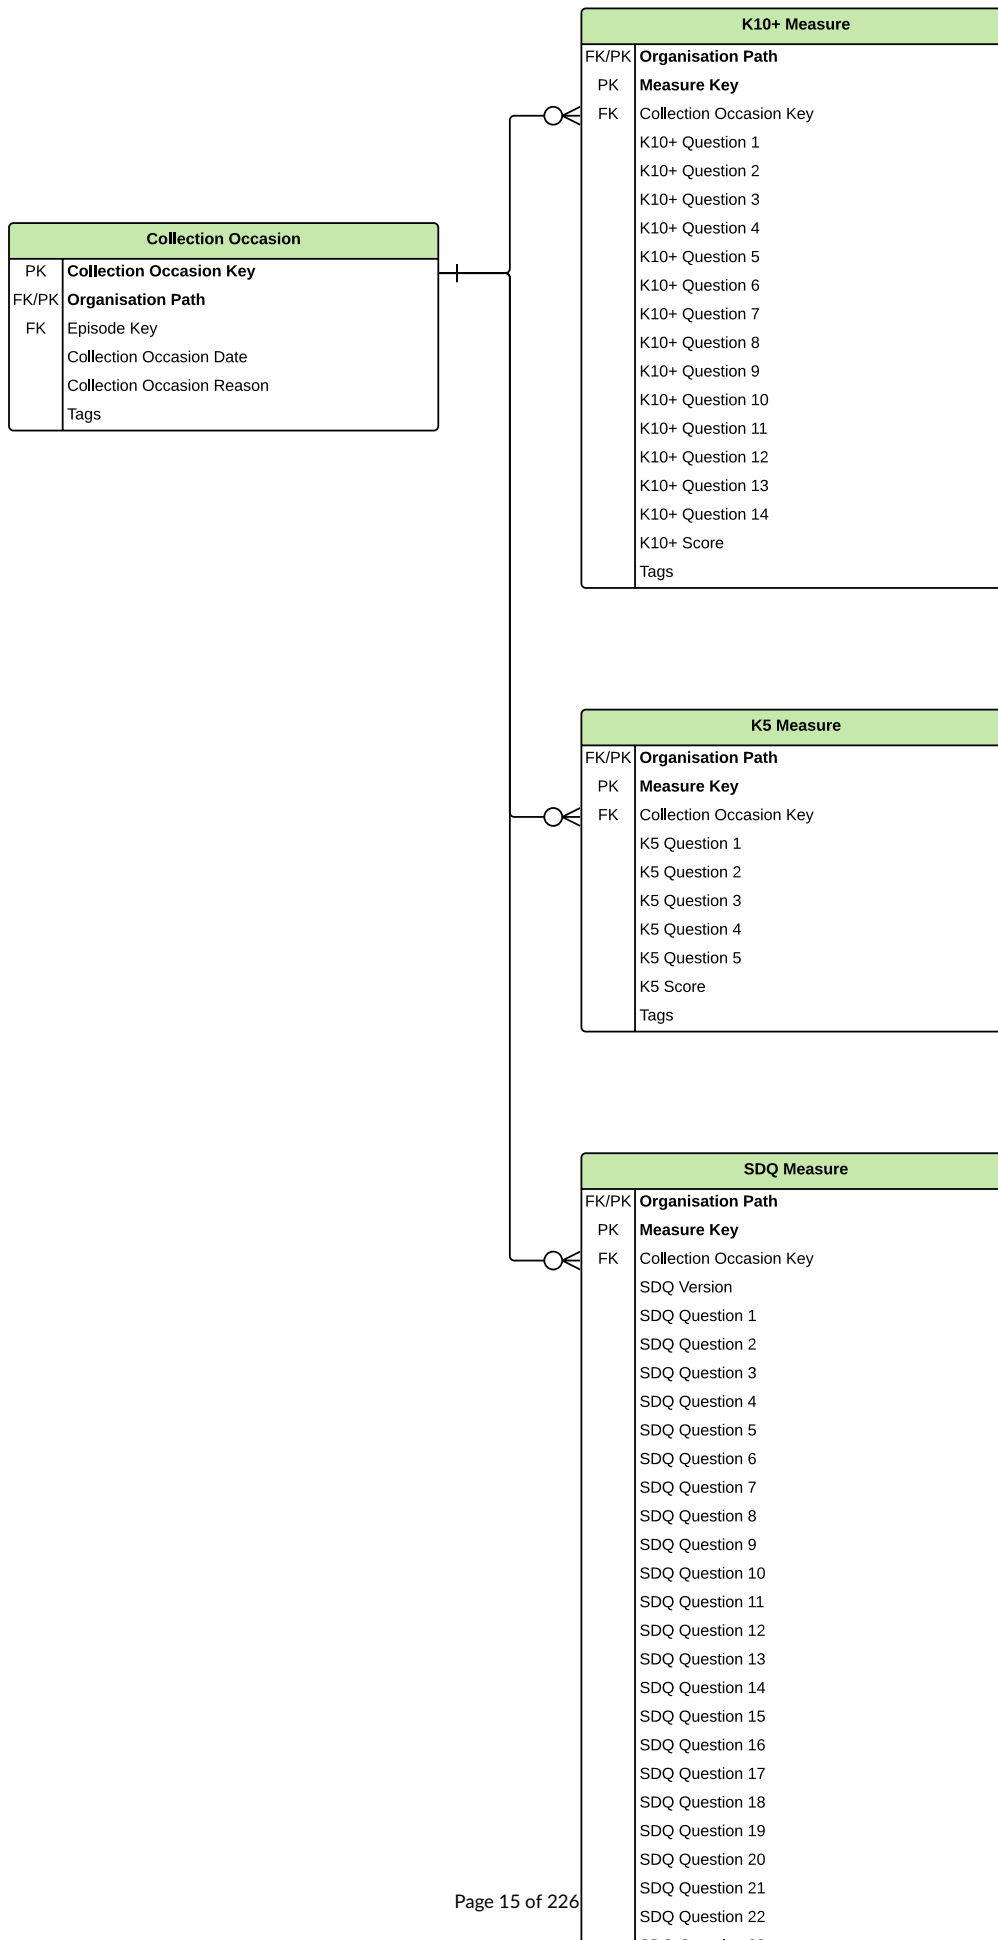 Collection Occasion
PK Collection Occasion Key
FK/PK Organisation Path
FK Episode Key
Collection Occasion Date
Collection Occasion Reason
Tags
K10+ Measure
FK/PK Organisation Path
PK Measure Key
FK Collection Occasion Key
K10+ Question 1
K10+ Question 2
K10+ Question 3
K10+ Question 4
K10+ Question 5
K10+ Question 6
K10+ Question 7
K10+ Question 8
K10+ Question 9
K10+ Question 10
K10+ Question 11
K10+ Question 12
K10+ Question 13
K10+ Question 14
K10+ Score
Tags
K5 Measure
FK/PK Organisation Path
PK Measure Key
FK Collection Occasion Key
K5 Question 1
K5 Question 2
K5 Question 3
K5 Question 4
K5 Question 5
K5 Score
Tags
SDQ Measure
FK/PK Organisation Path
PK Measure Key
FK Collection Occasion Key
SDQ Version
SDQ Question 1
SDQ Question 2
SDQ Question 3
SDQ Question 4
SDQ Question 5
SDQ Question 6
SDQ Question 7
SDQ Question 8
SDQ Question 9
SDQ Question 10
SDQ Question 11
SDQ Question 12
SDQ Question 13
SDQ Question 14
SDQ Question 15
SDQ Question 16
SDQ Question 17
SDQ Question 18
SDQ Question 19
SDQ Question 20
SDQ Question 21
SDQ Question 22
Page 15 of 226